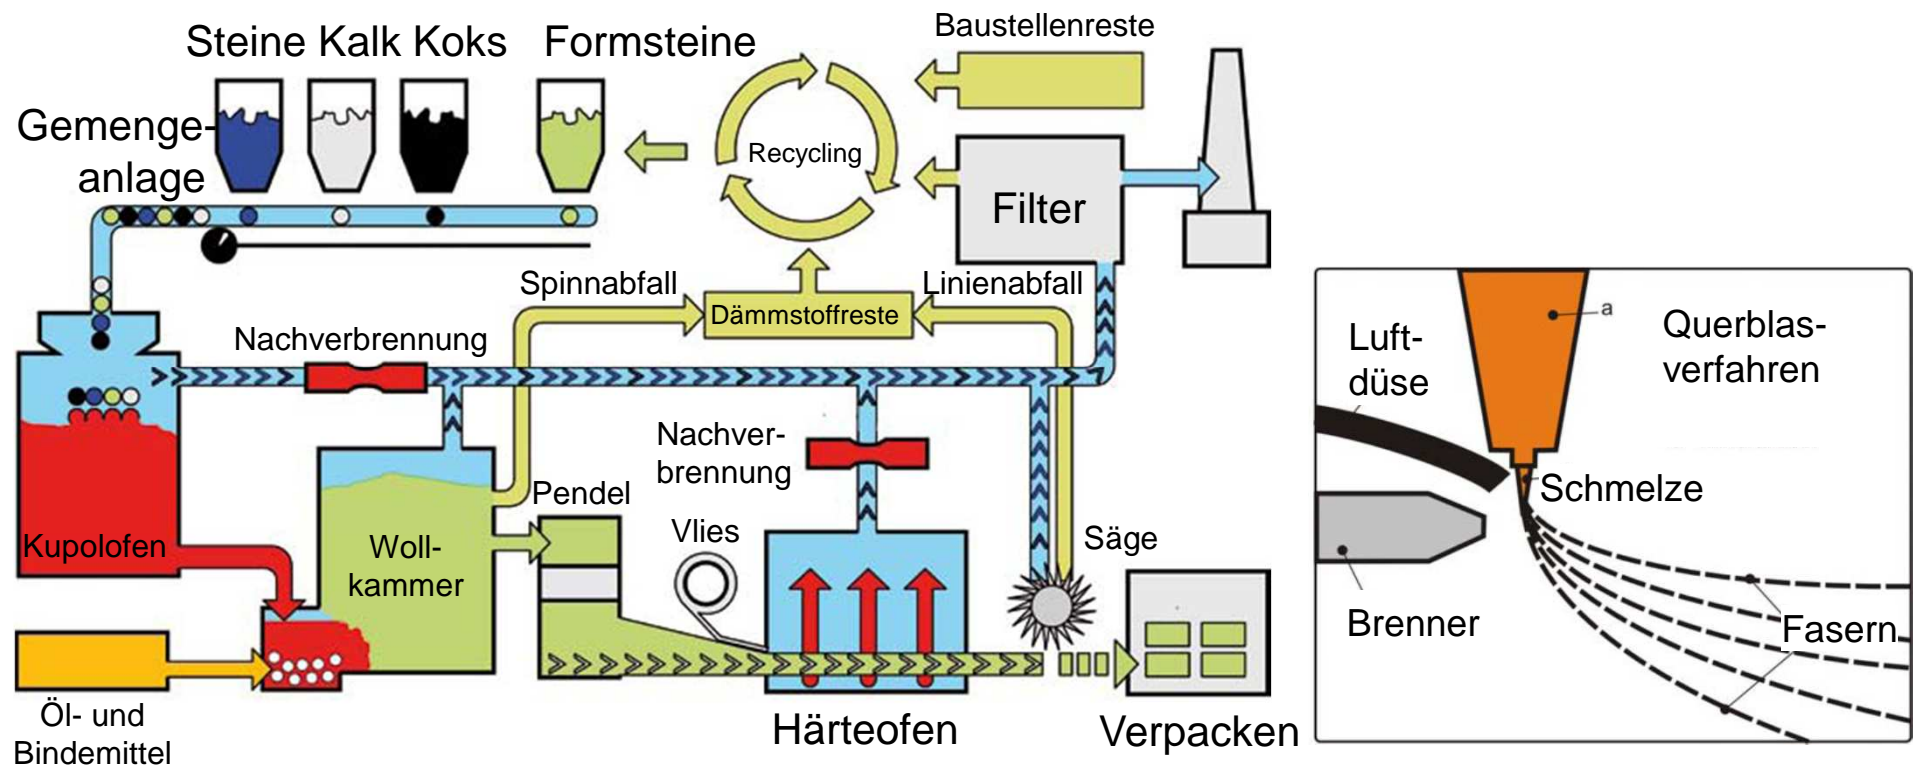 Steine Kalk Koks
Formsteine
Baustellenreste
Gemenge-
anlage
Recycling
Filter
Spinnabfall
Linienabfall
Dämmstoffreste
Nachverbrennung
Nachver-
brennung
Pendel
Vlies
Säge
Kupolofen
Woll-
kammer
Öl- und
Bindemittel
Härteofen
Verpacken
a
Querblas-
verfahren
Luft-
düse
Schmelze
Brenner
Fasern